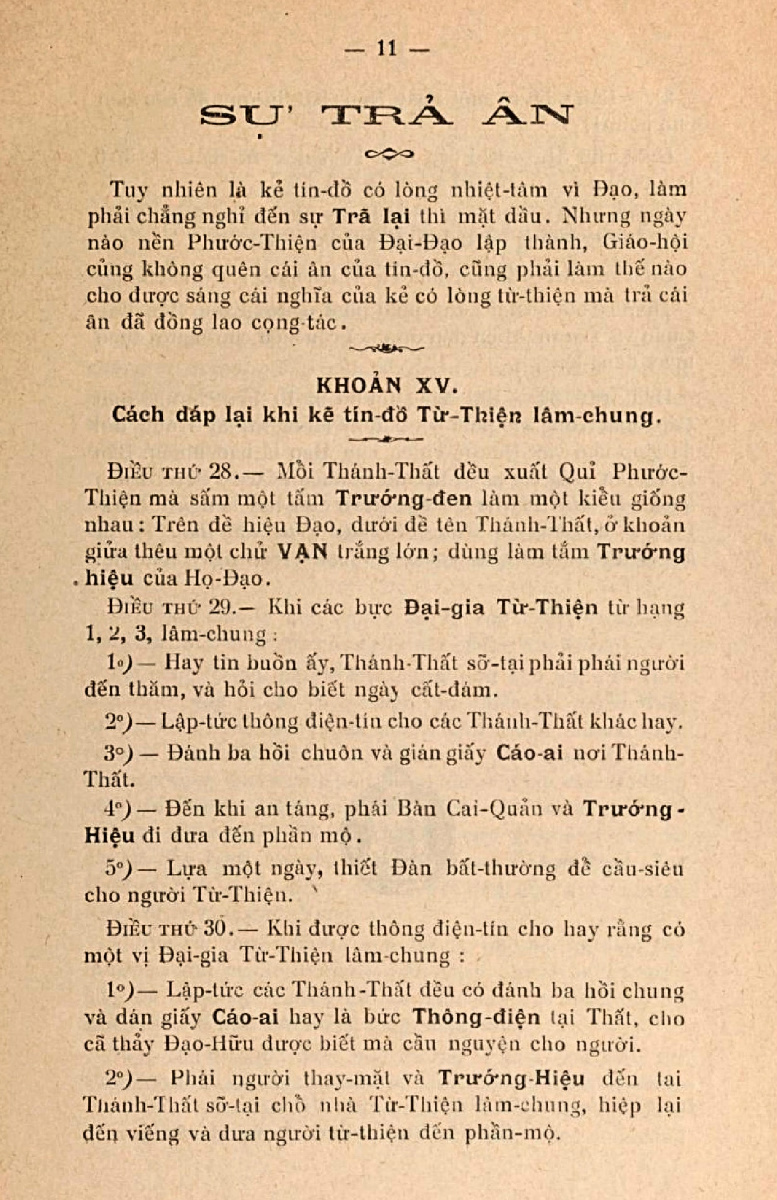 — 11 —
SỰ TRẢ ÂN
Tuy nhiên là kẻ tín-đồ có lòng nhiệt-tâm vì Đạo, làm
phải chẳng nghỉ đến sự Trả lại thì mặt dầu. Nhưng ngày
nào nền Phước-Thiện của Đại-Đạo lập thành, Giáo-hội
củng không quên cái ân của tín-đồ, cũng phải làm thế nào
cho được sáng cái nghĩa của kẻ có lòng từ-thiện mà trả cái
ân đã đồng lao cọng-tác.
KHOẢN XV.
Cách đáp lại khi kẽ tín-đồ Từ-Thiện lâm-chung.
ĐIỀU THỨ 28.— Mồi Thánh-Thất đều xuất Quỉ Phước-
Thiện mà sấm một tấm Trướng-đen làm một kiểu giống
nhau : Trên đề hiệu Đạo, dưới đề tên Thánh-Thất, ở khoản
giửa thêu một chử VẠN trắng lớn ; dùng làm tấm Trướng
hiệu của Họ-Đạo.
ĐIỀU THỨ 29.— Khi các bực Đại-gia Từ-Thiện từ hạng
1, 2, 3, lâm-chung :
1º)— Hay tin buồn ấy, Thánh-Thất sỡ-tại phải phái người
đến thăm, và hỏi cho biết ngày cất-đám.
2º)— Lập-tức thông điện-tín cho các Thánh-Thất khác hay.
3º)— Đánh ba hồi chuôn và gián giấy Cáo-ai nơi Thánh-
Thất.
4º)— Đến khi an táng, phái Bàn Cai-Quản và Trướng-
Hiệu đi đưa đến phần mộ.
5º)— Lựa một ngày, thiết Đàn bất-thường để cầu-siêu
cho người Từ-Thiện.
ĐIỀU THỨ 30.— Khi được thông điện-tín cho hay rằng có
một vị Đại-gia Từ-Thiện lâm-chung :
1º)— Lập-tức các Thánh-Thất đều có đánh ba hồi chung
và dán giấy Cáo-ai hay là bức Thông-điện tại Thất, cho
cã thảy Đạo-Hữu được biết mà cầu nguyện cho người.
2º)— Phái người thay-mặt và Trướng-Hiệu đến tại
Thánh-Thất sỡ-tại chỗ nhà Từ-Thiện lâm-chung, hiệp lại
đến viếng và đưa người từ-thiện đến phần-mộ.